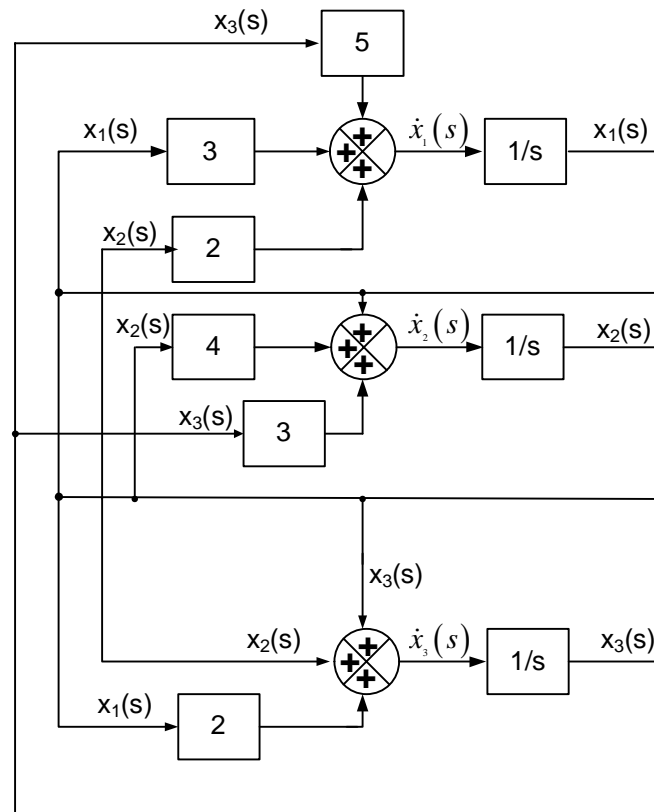 x₃(s)
5
x₁(s)
3
+
+
+
ẋ₁(s)
1/s
x₁(s)
x₂(s)
2
x₂(s)
4
+
+
+
ẋ₂(s)
1/s
x₂(s)
x₃(s)
3
x₃(s)
x₂(s)
+
+
+
ẋ₃(s)
1/s
x₃(s)
x₁(s)
2